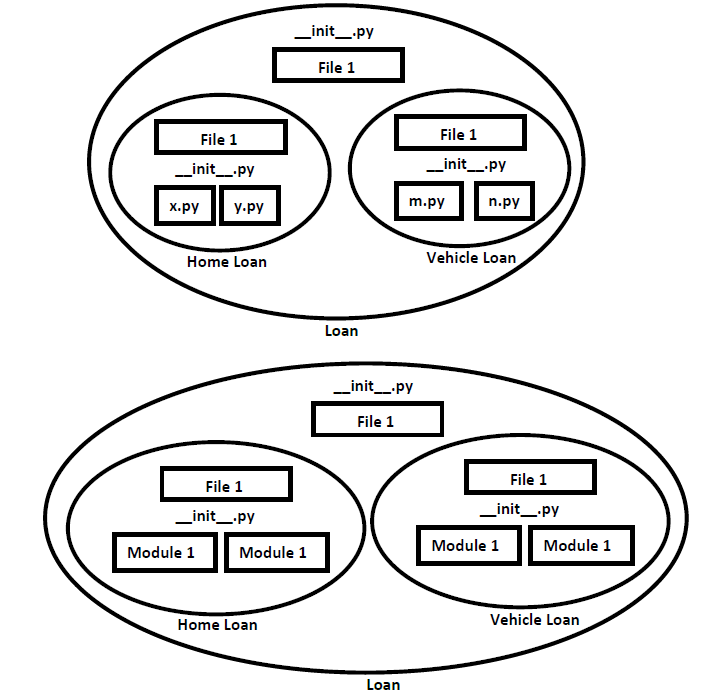 __init__.py
File 1
File 1
__init__.py
x.py y.py
Home Loan
File 1
__init__.py
m.py n.py
Vehicle Loan
Loan
__init__.py
File 1
File 1
__init__.py
Module 1 Module 1
Home Loan
File 1
__init__.py
Module 1 Module 1
Vehicle Loan
Loan